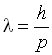 λ = h/p